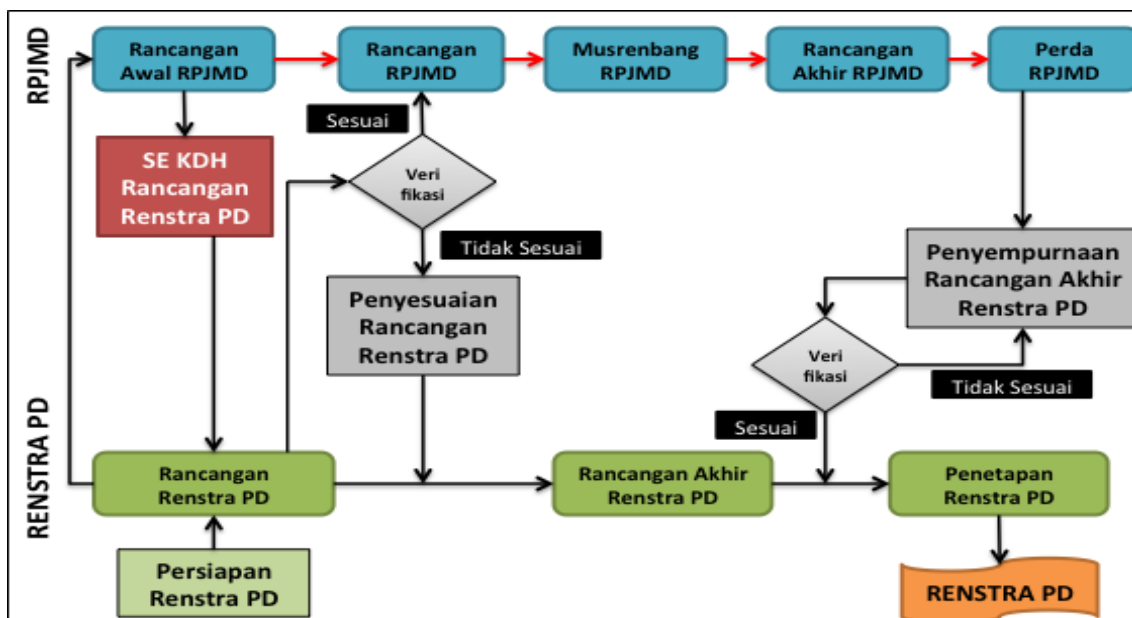 RPJMD
Rancangan
Awal RPJMD
Rancangan
RPJMD
Musrenbang
RPJMD
Rancangan
Akhir RPJMD
Perda
RPJMD
Sesuai
SE KDH
Rancangan
Renstra PD
Veri
fikasi
Tidak Sesuai
Penyesuaian
Rancangan
Renstra PD
Penyempurnaan
Rancangan Akhir
Renstra PD
Veri
fikasi
Tidak Sesuai
Sesuai
RENSTRA PD
Rancangan
Renstra PD
Rancangan Akhir
Renstra PD
Penetapan
Renstra PD
Persiapan
Renstra PD
RENSTRA PD